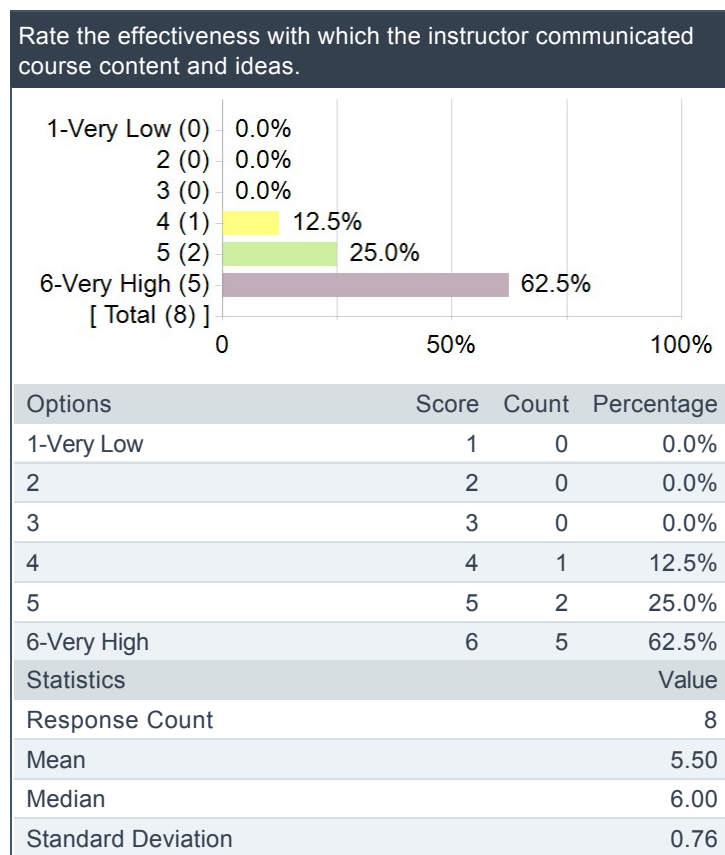 Rate the effectiveness with which the instructor communicated
course content and ideas.
1-Very Low (0) 0.0%
2 (0) 0.0%
3 (0) 0.0%
4 (1) 12.5%
5 (2) 25.0%
6-Very High (5) 62.5%
[ Total (8) ]
0 50% 100%
Options Score Count Percentage
1-Very Low 1 0 0.0%
2 2 0 0.0%
3 3 0 0.0%
4 4 1 12.5%
5 5 2 25.0%
6-Very High 6 5 62.5%
Statistics Value
Response Count 8
Mean 5.50
Median 6.00
Standard Deviation 0.76